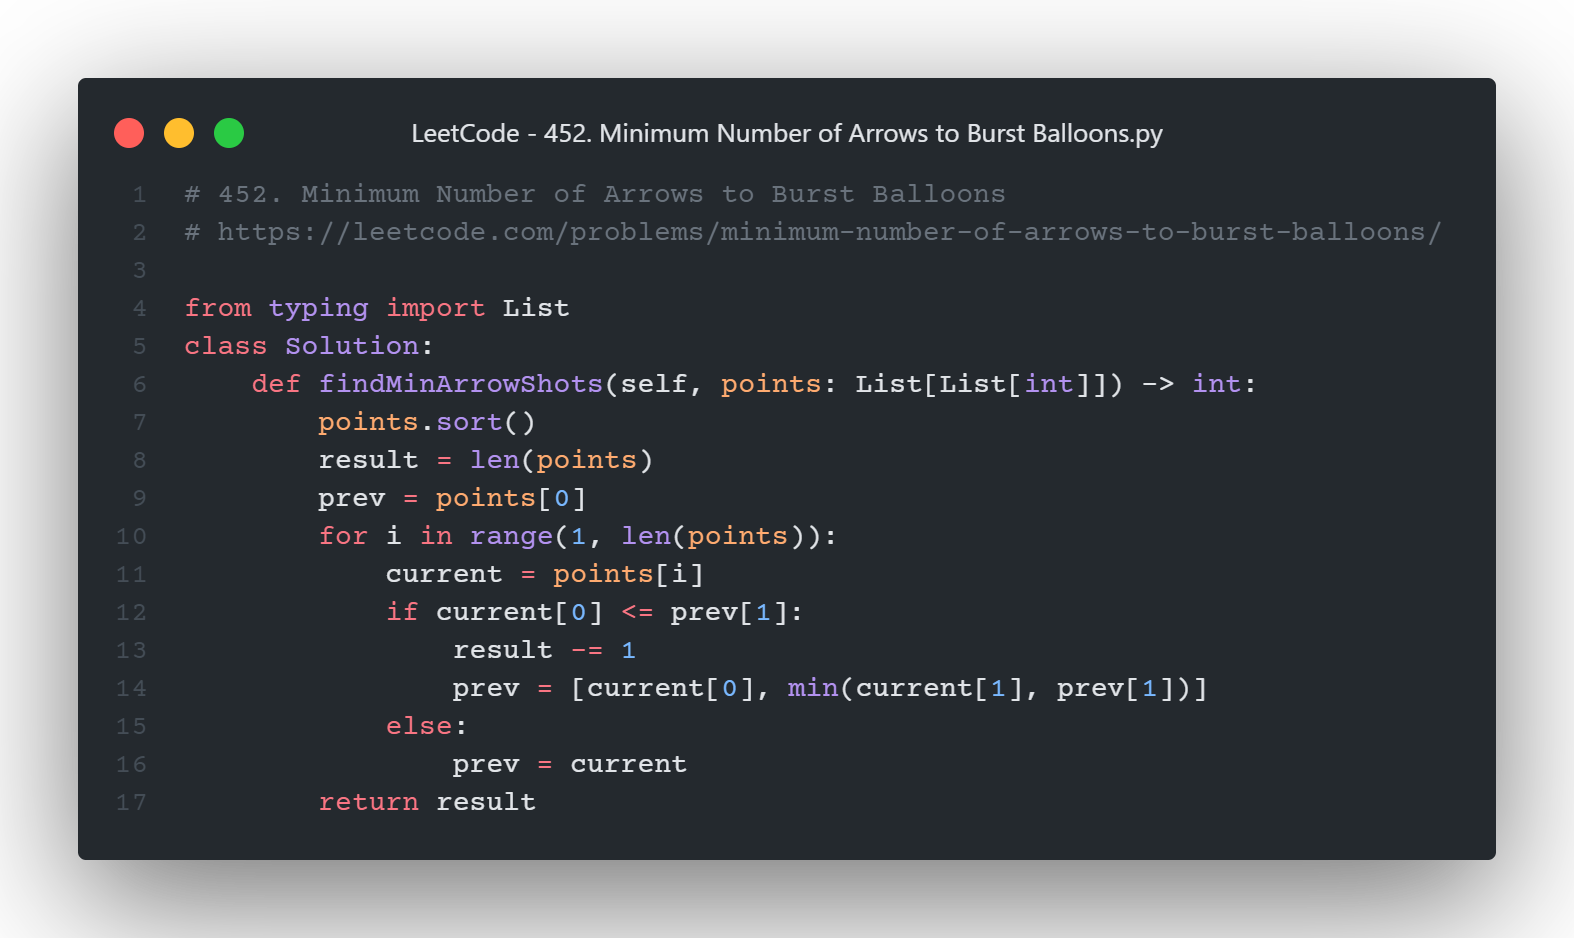 LeetCode - 452. Minimum Number of Arrows to Burst Balloons.py
1 # 452. Minimum Number of Arrows to Burst Balloons
2 # https://leetcode.com/problems/minimum-number-of-arrows-to-burst-balloons/
3
4 from typing import List
5 class Solution:
6     def findMinArrowShots(self, points: List[List[int]]) -> int:
7         points.sort()
8         result = len(points)
9         prev = points[0]
10         for i in range(1, len(points)):
11             current = points[i]
12             if current[0] <= prev[1]:
13                 result -= 1
14                 prev = [current[0], min(current[1], prev[1])]
15             else:
16                 prev = current
17         return result